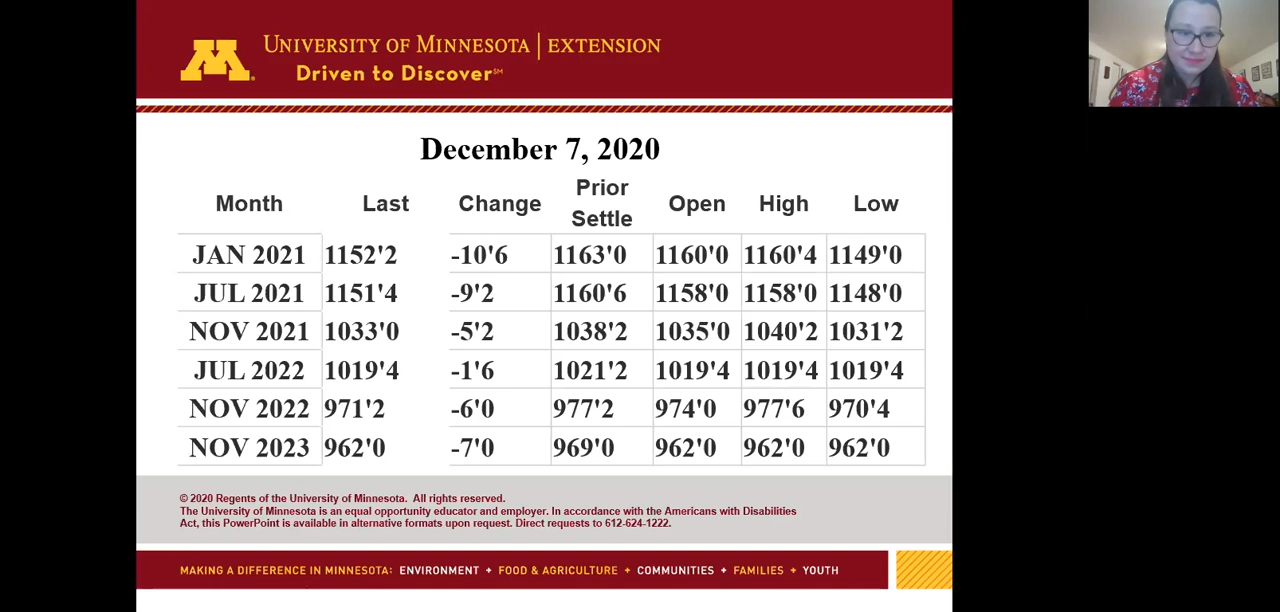 M
UNIVERSITY OF MINNESOTA | EXTENSION
Driven to Discover℠
December 7, 2020
Month Last Change Prior Settle Open High Low
JAN 2021 1152'2 -10'6 1163'0 1160'0 1160'4 1149'0
JUL 2021 1151'4 -9'2 1160'6 1158'0 1158'0 1148'0
NOV 2021 1033'0 -5'2 1038'2 1035'0 1040'2 1031'2
JUL 2022 1019'4 -1'6 1021'2 1019'4 1019'4 1019'4
NOV 2022 971'2 -6'0 977'2 974'0 977'6 970'4
NOV 2023 962'0 -7'0 969'0 962'0 962'0 962'0
© 2020 Regents of the University of Minnesota. All rights reserved.
The University of Minnesota is an equal opportunity educator and employer. In accordance with the Americans with Disabilities
Act, this PowerPoint is available in alternative formats upon request. Direct requests to 612-624-1222.
MAKING A DIFFERENCE IN MINNESOTA: ENVIRONMENT + FOOD & AGRICULTURE + COMMUNITIES + FAMILIES + YOUTH